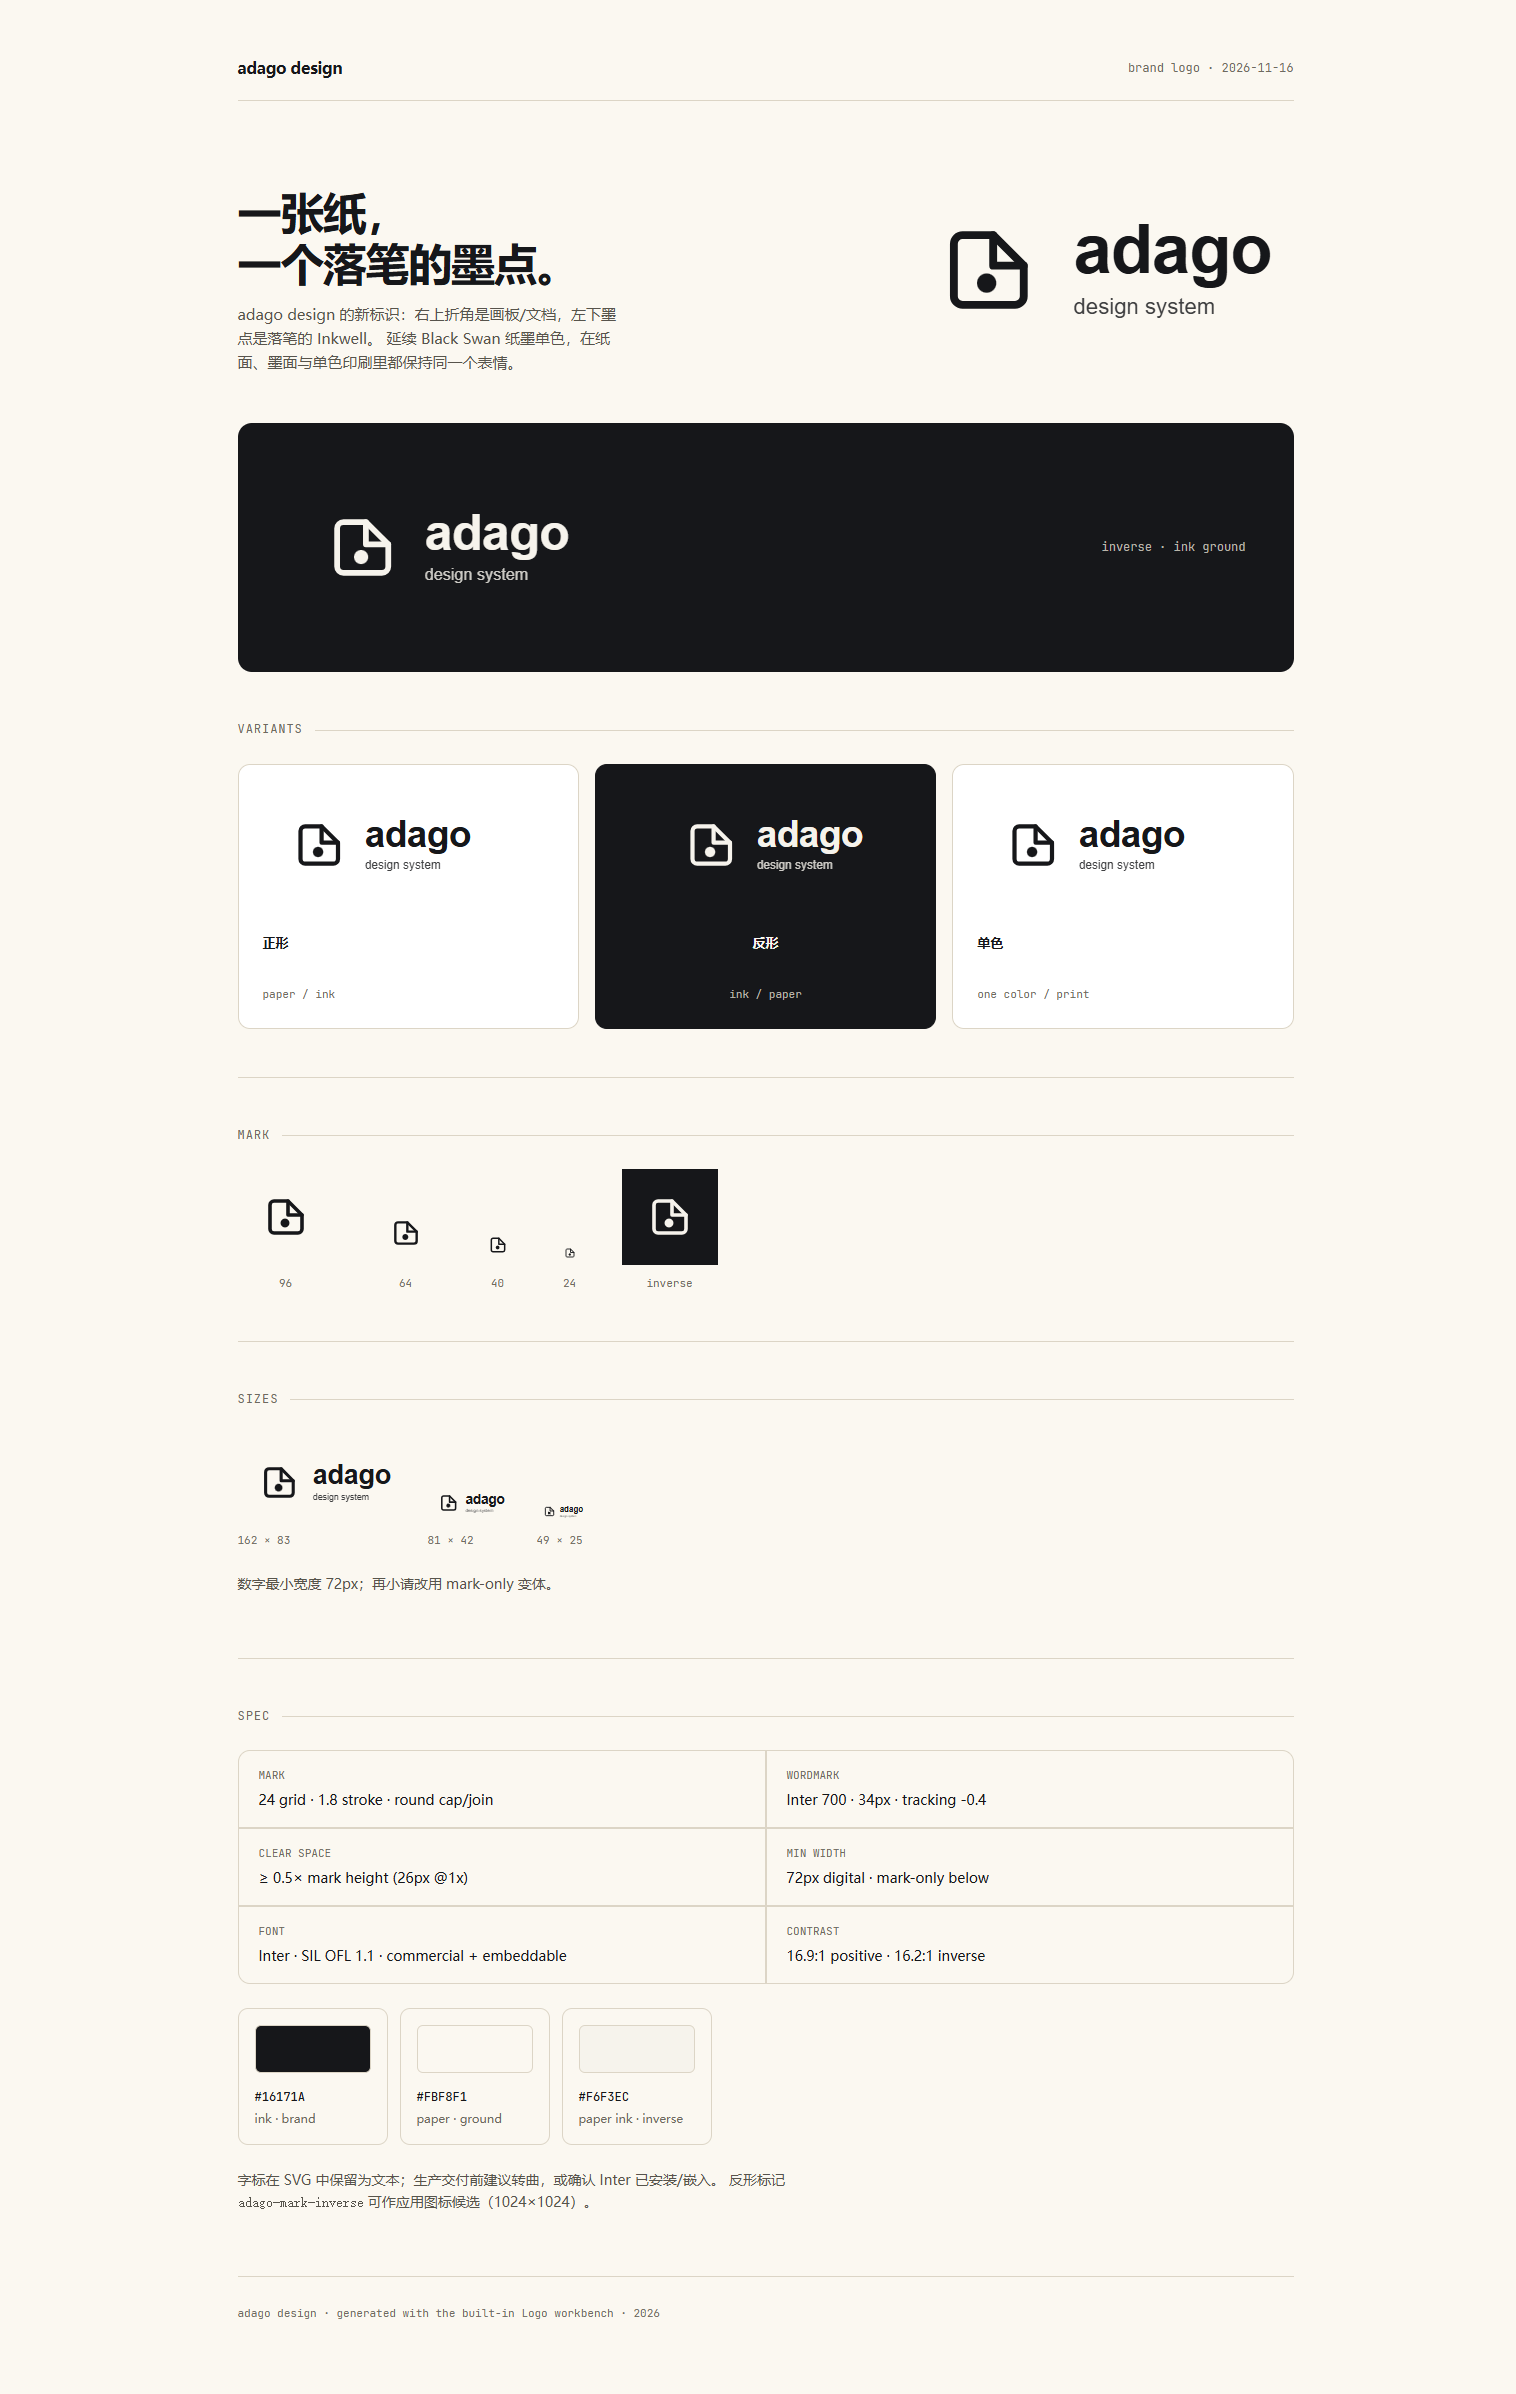 adago design
brand logo · 2026-11-16
一张纸，
一个落笔的墨点。
adago design 的新标识：右上折角是画板/文档，左下墨
点是落笔的 Inkwell。 延续 Black Swan 纸墨单色，在纸
面、墨面与单色印刷里都保持同一个表情。
adago
design system
adago
design system
inverse · ink ground
VARIANTS
adago
design system
正形
paper / ink
adago
design system
反形
ink / paper
adago
design system
单色
one color / print
MARK
96
64
40
24
inverse
SIZES
adago
design system
162 × 83
adago
design system
81 × 42
adago
49 × 25
数字最小宽度 72px；再小请改用 mark-only 变体。
SPEC
MARK
24 grid · 1.8 stroke · round cap/join
WORDMARK
Inter 700 · 34px · tracking -0.4
CLEAR SPACE
≥ 0.5× mark height (26px @1x)
MIN WIDTH
72px digital · mark-only below
FONT
Inter · SIL OFL 1.1 · commercial + embeddable
CONTRAST
16.9:1 positive · 16.2:1 inverse
#16171A
ink · brand
#FBF8F1
paper · ground
#F6F3EC
paper ink · inverse
字标在 SVG 中保留为文本；生产交付前建议转曲，或确认 Inter 已安装/嵌入。 反形标记
adago-mark-inverse 可作应用图标候选（1024×1024）。
adago design · generated with the built-in Logo workbench · 2026